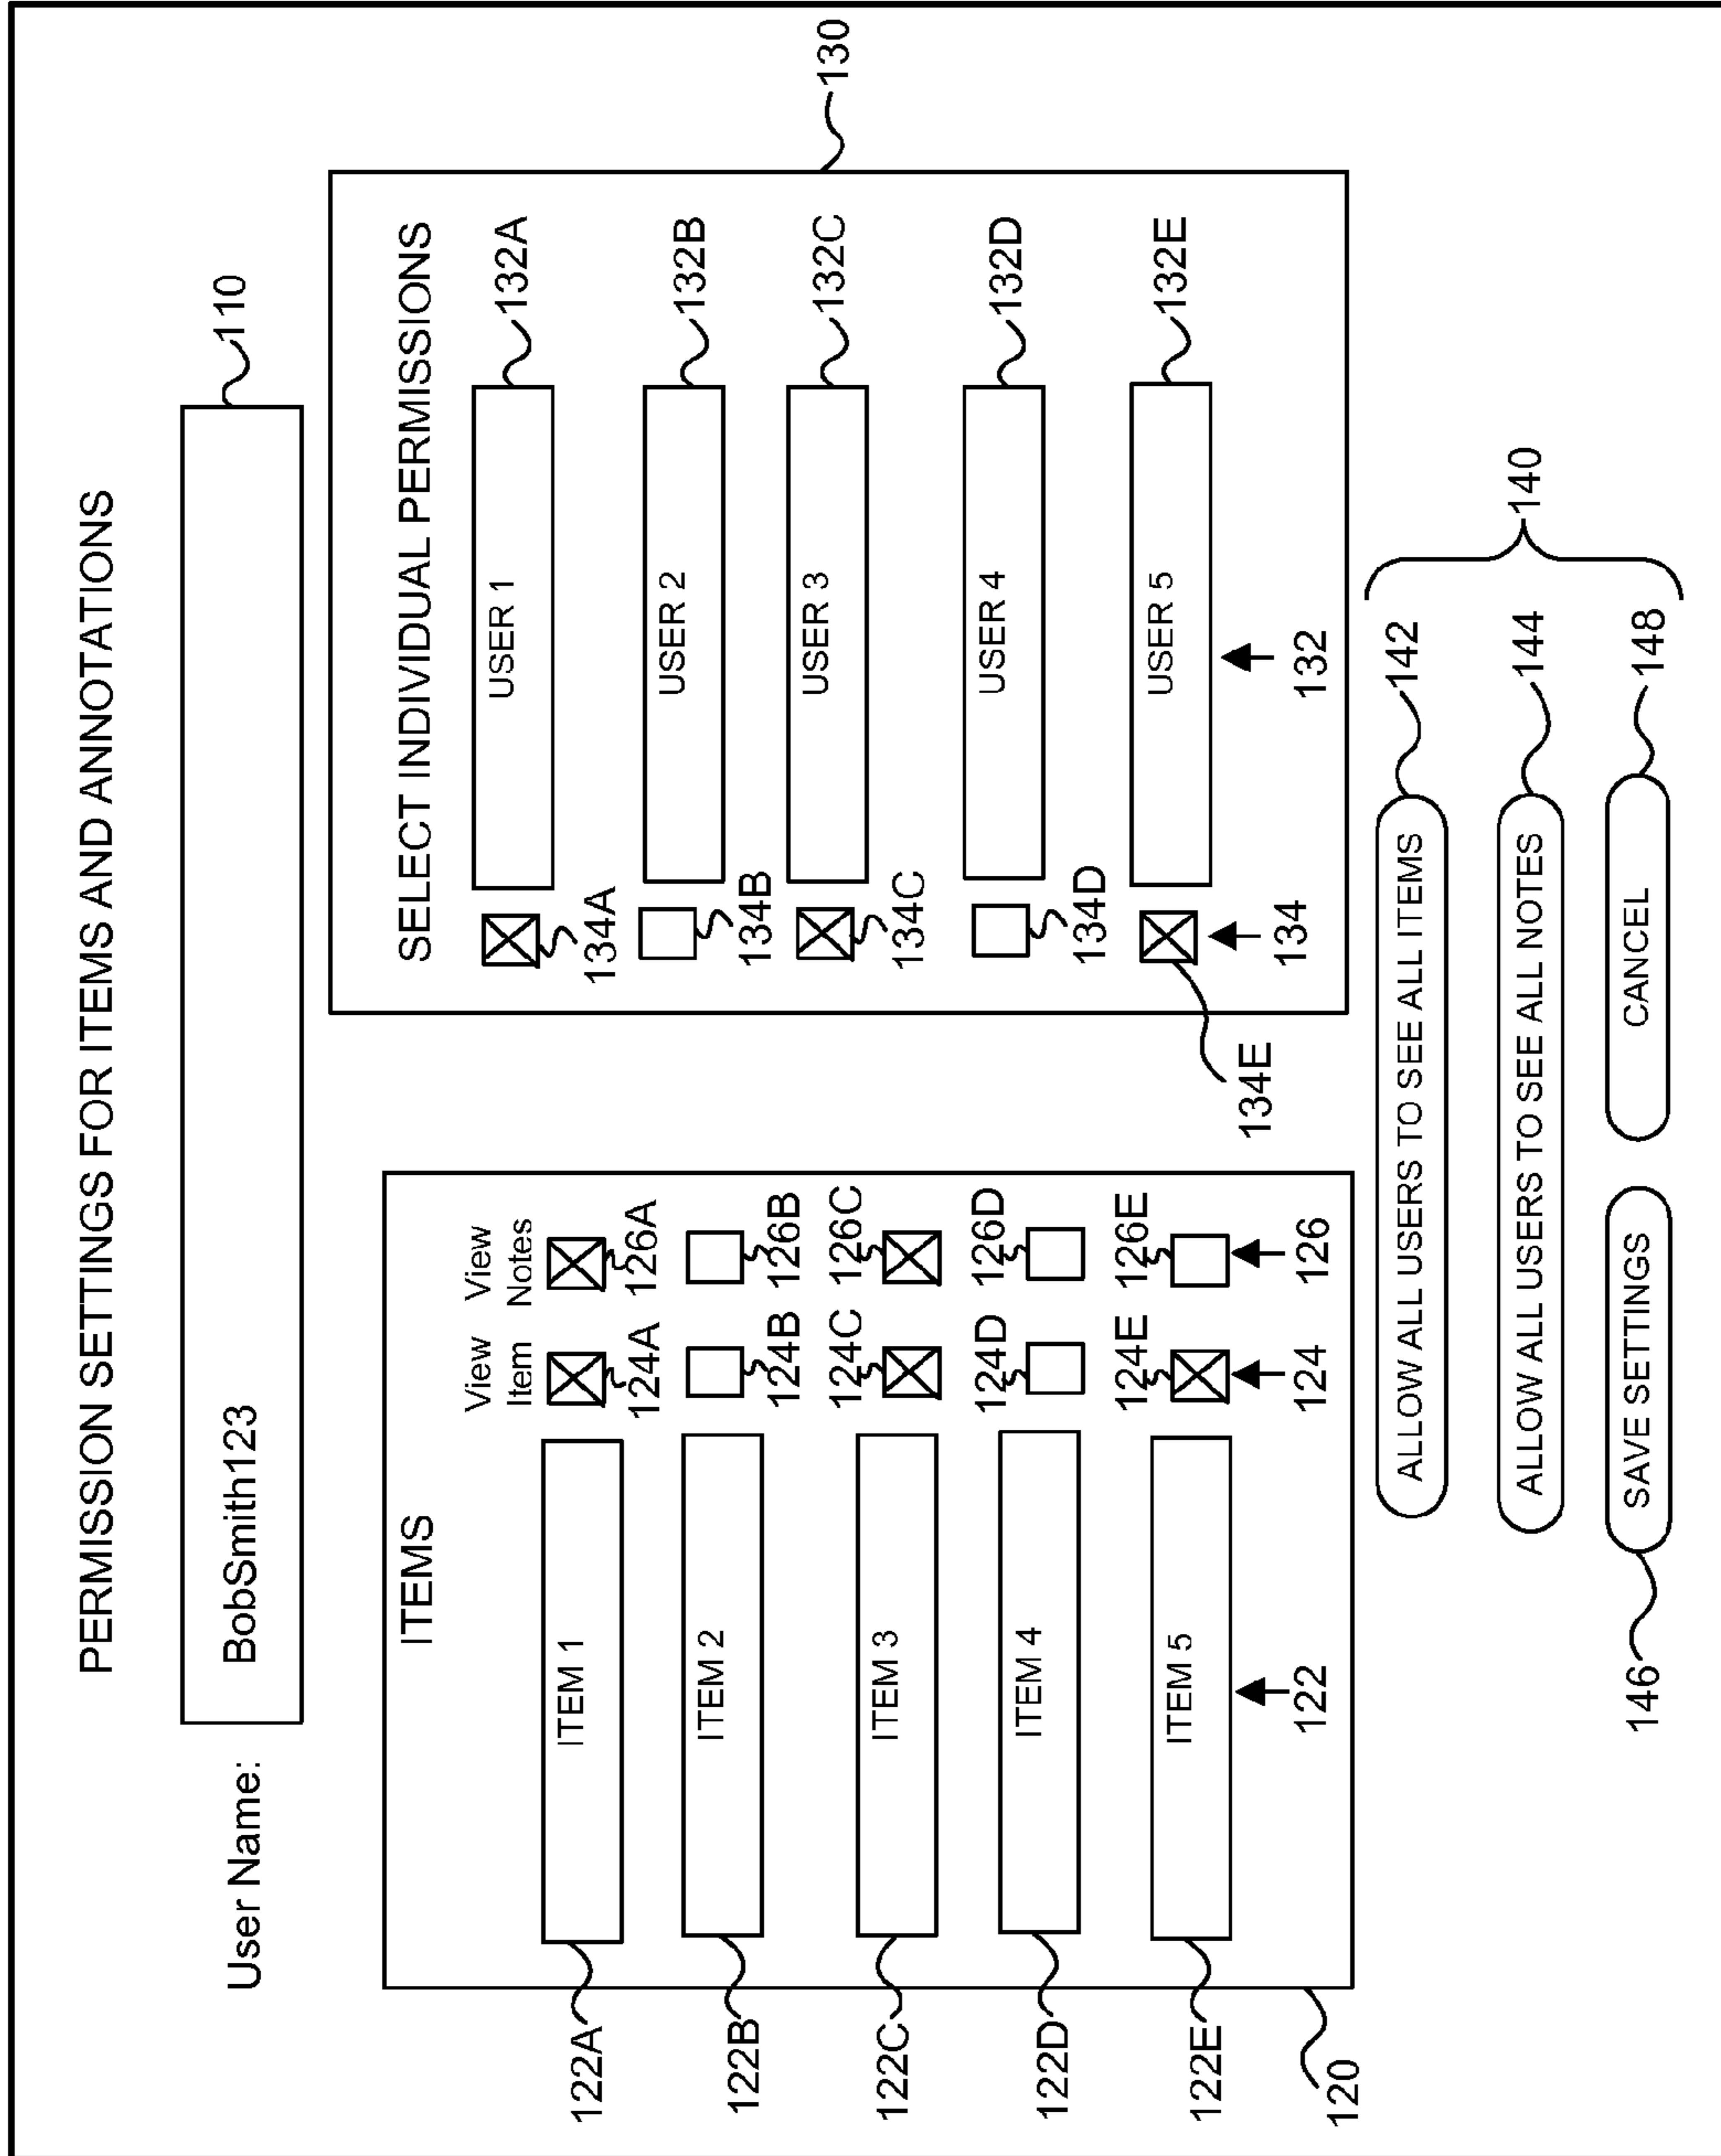 PERMISSION SETTINGS FOR ITEMS AND ANNOTATIONS
User Name:
BobSmith123
110
ITEMS
View Item
View Notes
122A
ITEM 1
124A
126A
122B
ITEM 2
124B
126B
122C
ITEM 3
124C
126C
122D
ITEM 4
124D
126D
122E
ITEM 5
124E
126E
122
124
126
120
SELECT INDIVIDUAL PERMISSIONS
130
134A
USER 1
132A
134B
USER 2
132B
134C
USER 3
132C
134D
USER 4
132D
134E
USER 5
132E
134
132
ALLOW ALL USERS TO SEE ALL ITEMS
142
ALLOW ALL USERS TO SEE ALL NOTES
144
140
146
SAVE SETTINGS
CANCEL
148